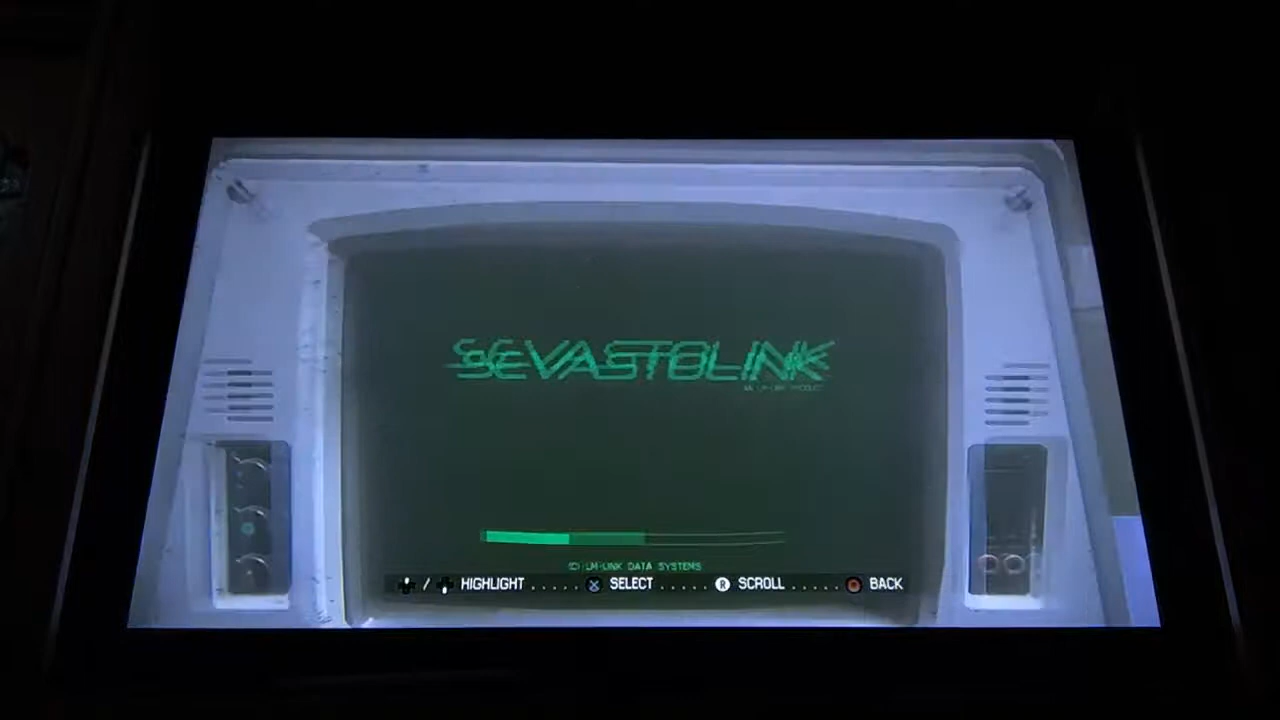 SEVASTOLINK
(C) LM-LINK DATA SYSTEMS
/ HIGHLIGHT ..... X SELECT ..... R SCROLL ..... BACK